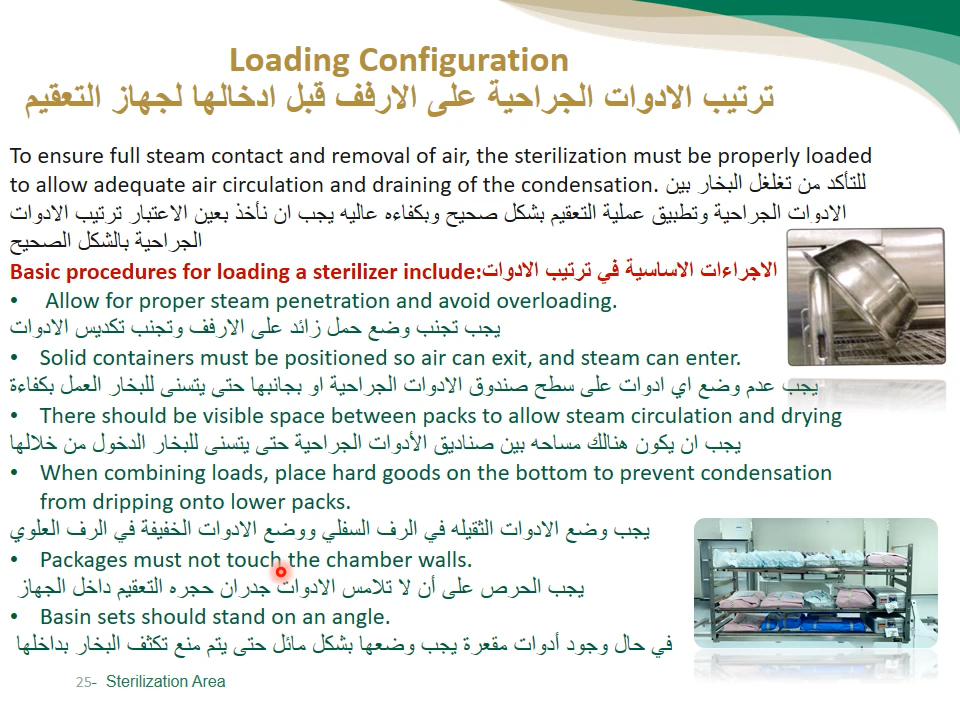 Loading Configuration
ترتيب الادوات الجراحية على الارفف قبل ادخالها لجهاز التعقيم
To ensure full steam contact and removal of air, the sterilization must be properly loaded
to allow adequate air circulation and draining of the condensation. للتأكد من تغلغل البخار بين
الادوات الجراحية وتطبيق عملية التعقيم بشكل صحيح وبكفاءه عاليه يجب ان نأخذ بعين الاعتبار ترتيب الادوات
الجراحية بالشكل الصحيح
Basic procedures for loading a sterilizer include:الاجراءات الاساسية في ترتيب الادوات
• Allow for proper steam penetration and avoid overloading.
يجب تجنب وضع حمل زائد على الارفف وتجنب تكديس الادوات
• Solid containers must be positioned so air can exit, and steam can enter.
يجب عدم وضع اي ادوات على سطح صندوق الادوات الجراحية او بجانبها حتى يتسنى للبخار العمل بكفاءة
• There should be visible space between packs to allow steam circulation and drying
يجب ان يكون هنالك مساحه بين صناديق الأدوات الجراحية حتى يتسنى للبخار الدخول من خلالها
• When combining loads, place hard goods on the bottom to prevent condensation
from dripping onto lower packs.
يجب وضع الادوات الثقيله في الرف السفلي ووضع الادوات الخفيفة في الرف العلوي
• Packages must not touch the chamber walls.
يجب الحرص على أن لا تلامس الادوات جدران حجره التعقيم داخل الجهاز
• Basin sets should stand on an angle.
في حال وجود أدوات مقعرة يجب وضعها بشكل مائل حتى يتم منع تكثف البخار بداخلها
25- Sterilization Area